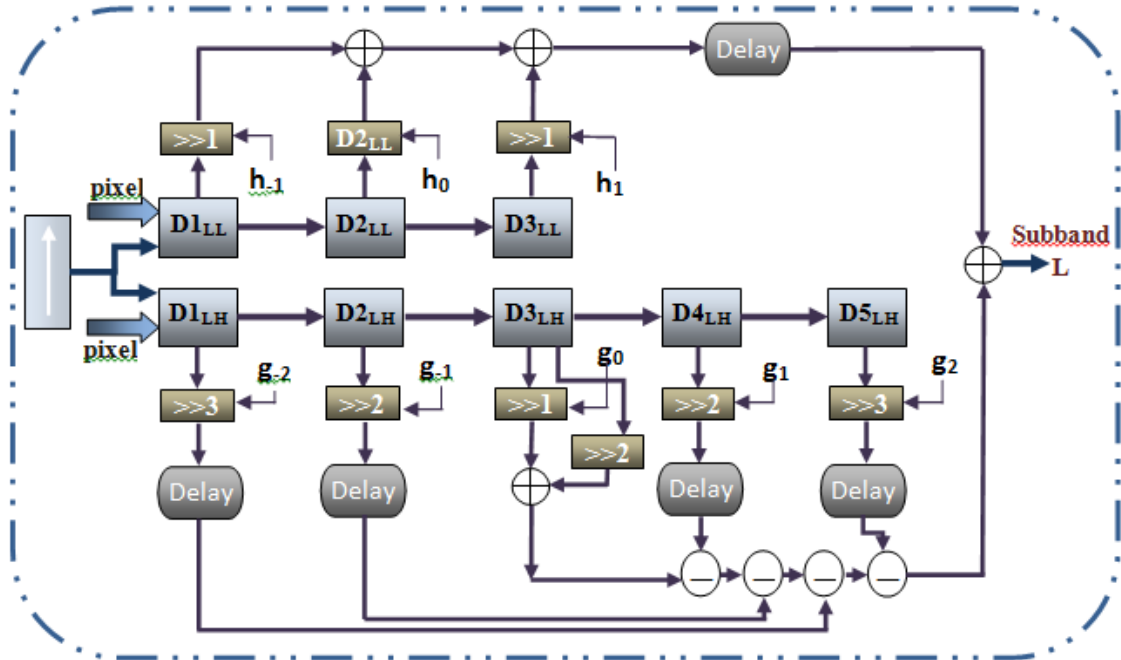 Delay
>>1
D2LL
>>1
h-1
h0
h1
pixel
D1LL
D2LL
D3LL
Subband
L
D1LH
D2LH
D3LH
D4LH
D5LH
pixel
g-2
g-1
g0
g1
g2
>>3
>>2
>>1
>>2
>>3
>>2
Delay
Delay
Delay
Delay